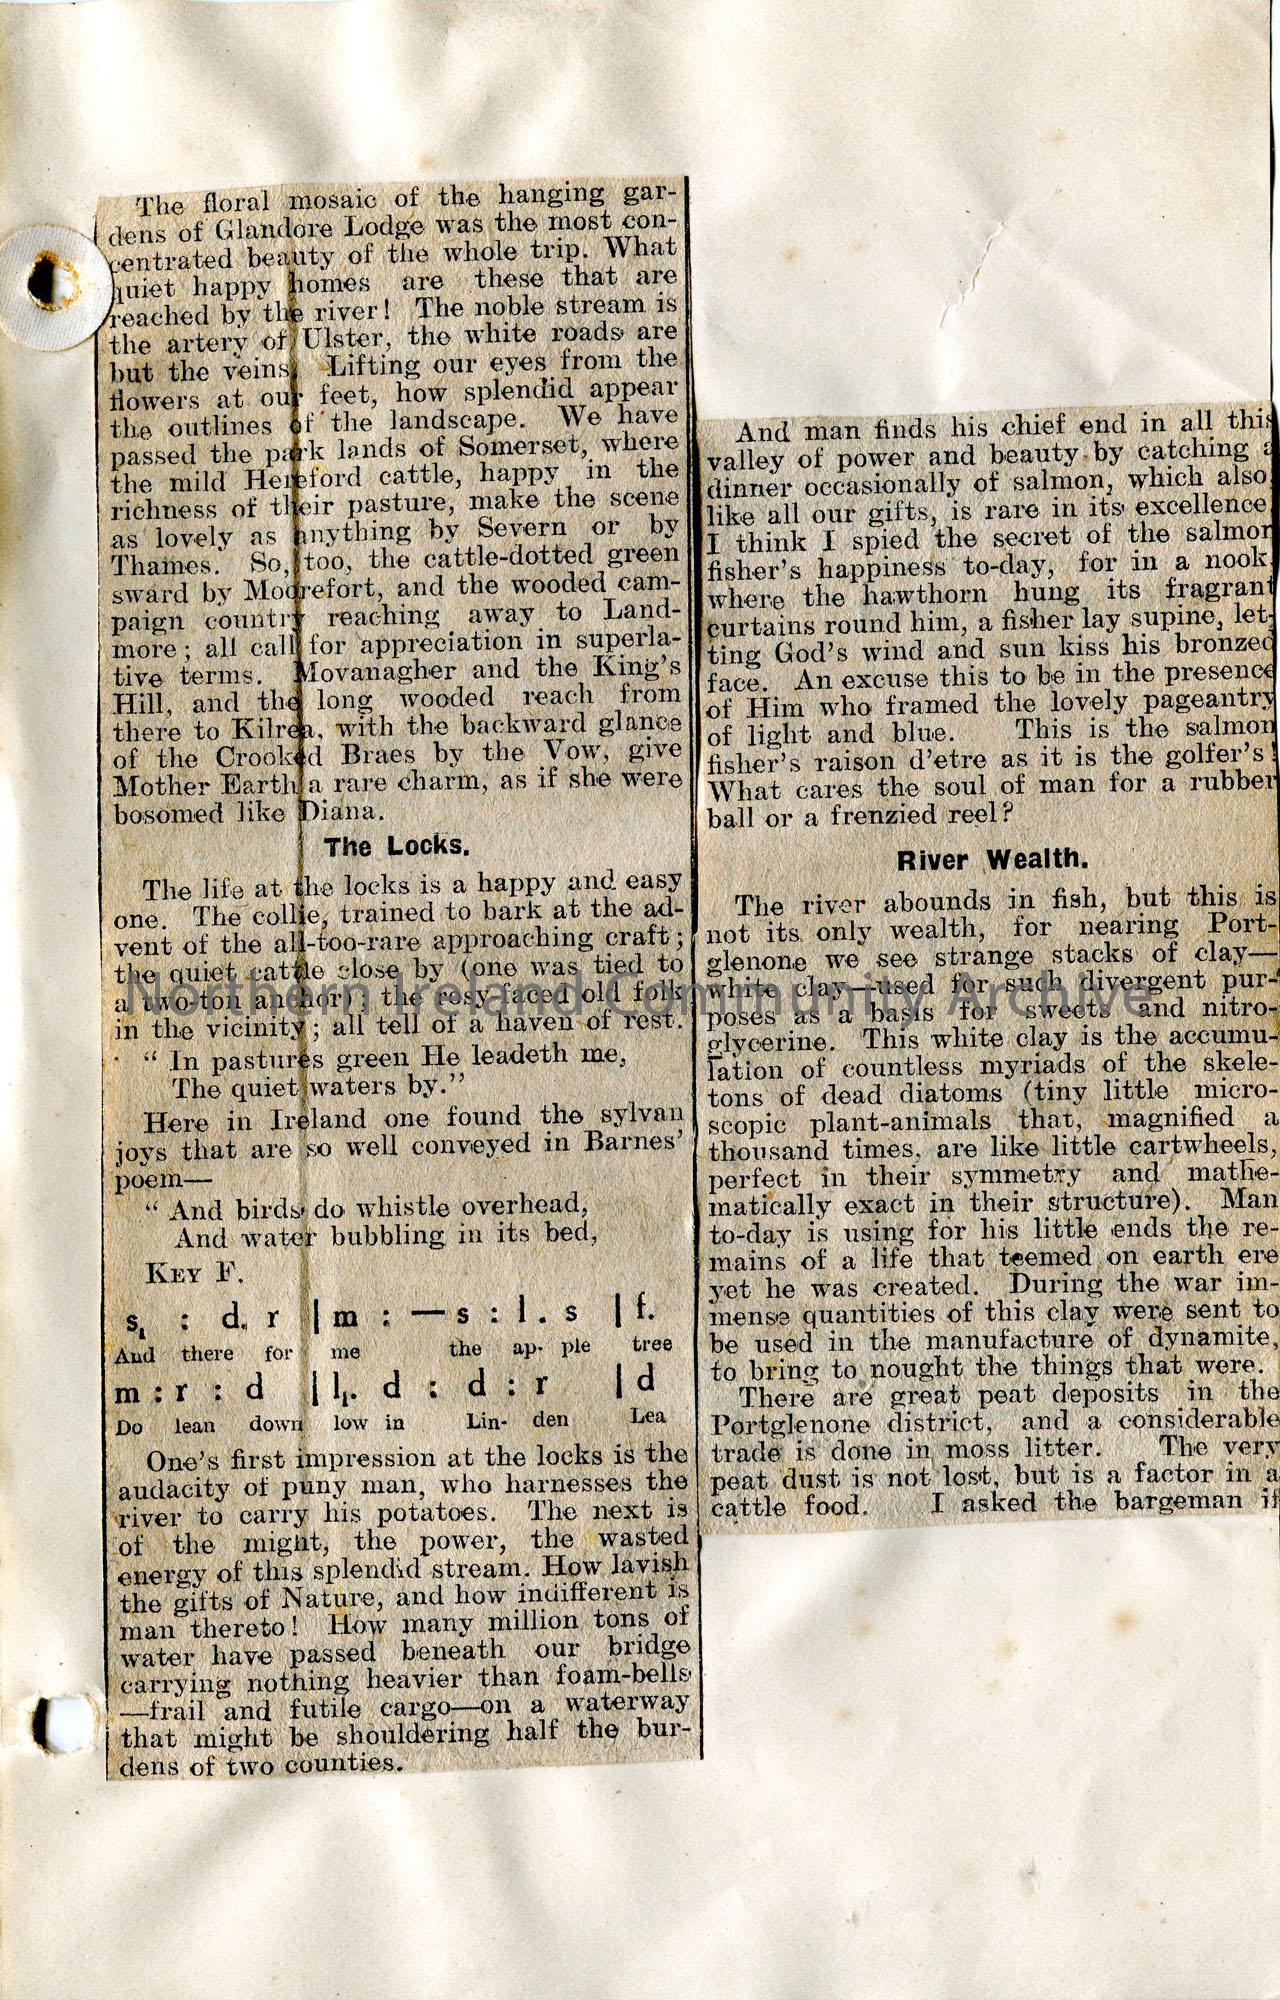 The floral mosaic of the hanging gar-
dens of Glandore Lodge was the most con-
centrated beauty of the whole trip. What
quiet happy homes are these that are
reached by the river! The noble stream is
the artery of Ulster, the white roads are
but the veins. Lifting our eyes from the
flowers at our feet, how splendid appear
the outlines of the landscape. We have
passed the park lands of Somerset, where
the mild Hereford cattle, happy in the
richness of their pasture, make the scene
as lovely as anything by Severn or by
Thames. So, too, the cattle-dotted green
sward by Moorefort, and the wooded cam-
paign country reaching away to Land-
more; all call for appreciation in superla-
tive terms. Movanagher and the King's
Hill, and the long wooded reach from
there to Kilrea, with the backward glance
of the Crooked Braes by the Vow, give
Mother Earth a rare charm, as if she were
bosomed like Diana.
The Locks.
The life at the locks is a happy and easy
one. The collie, trained to bark at the ad-
vent of the all-too-rare approaching craft;
the quiet cattle close by (one was tied to
a two-ton anchor); the rosy faced old folk
in the vicinity; all tell of a haven of rest.
" In pastures green He leadeth me,
The quiet waters by."
Here in Ireland one found the sylvan
joys that are so well conveyed in Barnes'
poem—
" And birds do whistle overhead,
And water bubbling in its bed,
KEY F.
s, : d. r | m : — s : l . s | f.
And there for me the ap- ple tree
m : r : d | l,. d : d : r | d
Do lean down low in Lin- den Lea
One's first impression at the locks is the
audacity of puny man, who harnesses the
river to carry his potatoes. The next is
of the might, the power, the wasted
energy of this splendid stream. How lavish
the gifts of Nature, and how indifferent is
man thereto! How many million tons of
water have passed beneath our bridge
carrying nothing heavier than foam-bells
—frail and futile cargo—on a waterway
that might be shouldering half the bur-
dens of two counties.
And man finds his chief end in all this
valley of power and beauty by catching a
dinner occasionally of salmon, which also
like all our gifts, is rare in its excellence
I think I spied the secret of the salmon
fisher's happiness to-day, for in a nook,
where the hawthorn hung its fragrant
curtains round him, a fisher lay supine, let-
ting God's wind and sun kiss his bronzed
face. An excuse this to be in the presence
of Him who framed the lovely pageantry
of light and blue. This is the salmon
fisher's raison d'etre as it is the golfer's!
What cares the soul of man for a rubber
ball or a frenzied reel?
River Wealth.
The river abounds in fish, but this is
not its only wealth, for nearing Port-
glenone we see strange stacks of clay—
white clay—used for such divergent pur-
poses as a basis for sweets and nitro-
glycerine. This white clay is the accumu-
lation of countless myriads of the skele-
tons of dead diatoms (tiny little micro-
scopic plant-animals that, magnified a
thousand times, are like little cartwheels,
perfect in their symmetry and mathe-
matically exact in their structure). Man
to-day is using for his little ends the re-
mains of a life that teemed on earth ere
yet he was created. During the war im-
mense quantities of this clay were sent to
be used in the manufacture of dynamite,
to bring to nought the things that were.
There are great peat deposits in the
Portglenone district, and a considerable
trade is done in moss litter. The very
peat dust is not lost, but is a factor in a
cattle food. I asked the bargeman if
Northern Ireland Community Archive